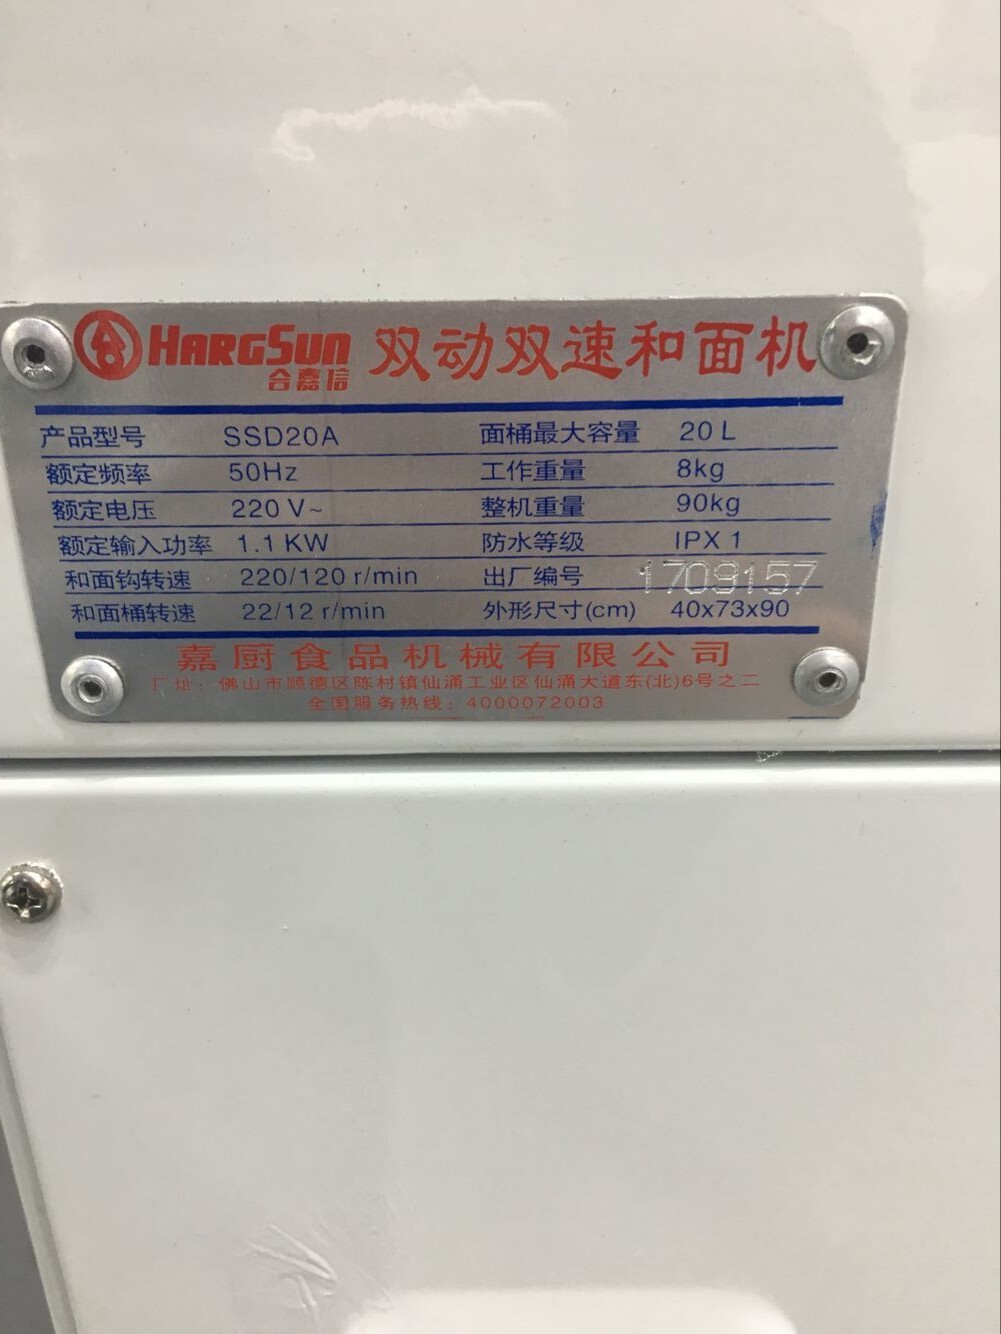 HARGSUN 合嘉信 双动双速和面机
产品型号 SSD20A 面桶最大容量 20L
额定频率 50Hz 工作重量 8kg
额定电压 220V~ 整机重量 90kg
额定输入功率 1.1KW 防水等级 IPX1
和面钩转速 220/120 r/min 出厂编号 1709157
和面桶转速 22/12 r/min 外形尺寸(cm) 40x73x90
嘉厨食品机械有限公司
厂址：佛山市顺德区陈村镇仙涌工业区仙涌大道东(北)6号之二
全国服务热线：4000072003